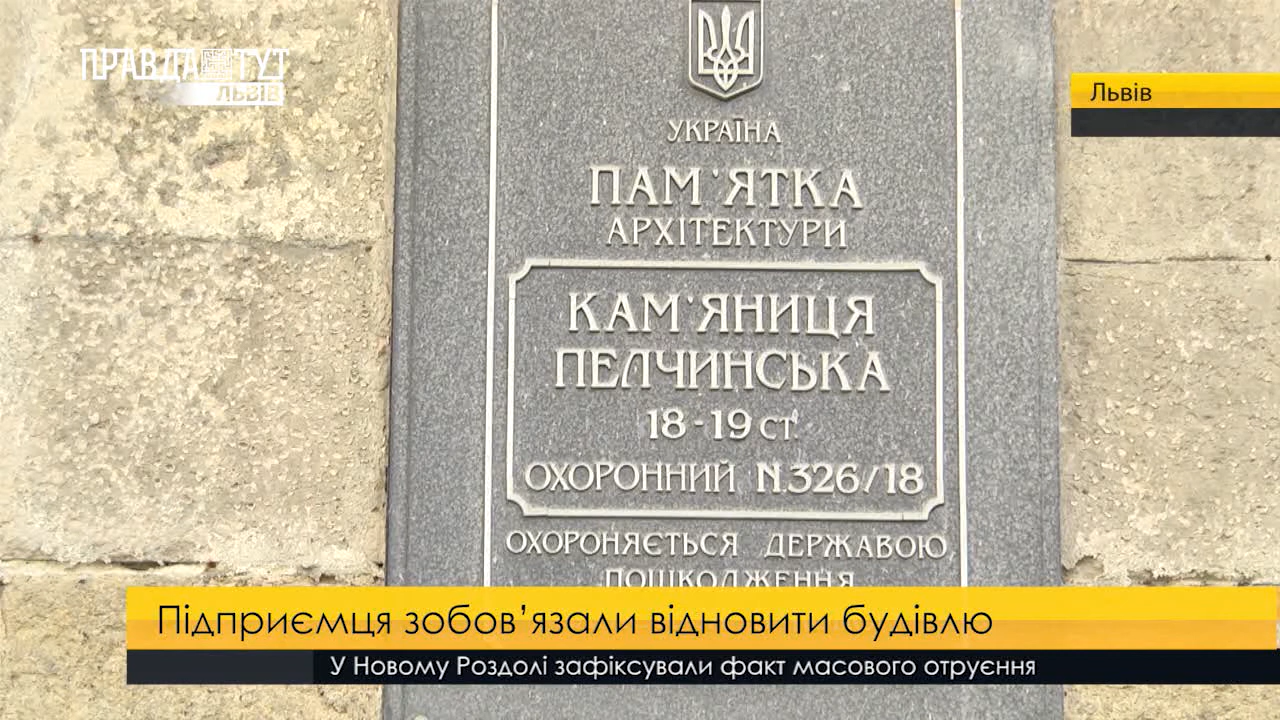 ПРАВДА ТУТ
ЛЬВІВ
Львів
УКРАЇНА
ПАМ'ЯТКА
АРХІТЕКТУРИ
КАМ'ЯНИЦЯ
ПЕЛЧИНСЬКА
18-19 СТ.
ОХОРОННИЙ N.326/18
ОХОРОНЯЄТЬСЯ ДЕРЖАВОЮ,
ПОШКОДЖЕННЯ
Підприємця зобов’язали відновити будівлю
У Новому Роздолі зафіксували факт масового отруєння